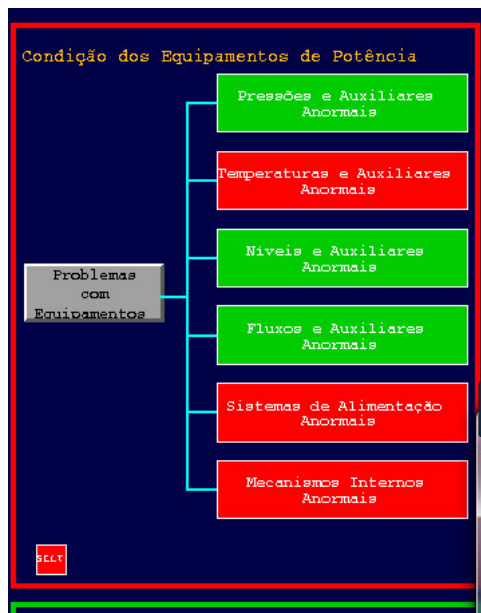 Condição dos Equipamentos de Potência
Pressões e Auxiliares
Anormais
Temperaturas e Auxiliares
Anormais
Níveis e Auxiliares
Anormais
Problemas
com
Equipamentos
Fluxos e Auxiliares
Anormais
Sistemas de Alimentação
Anormais
Mecanismos Internos
Anormais